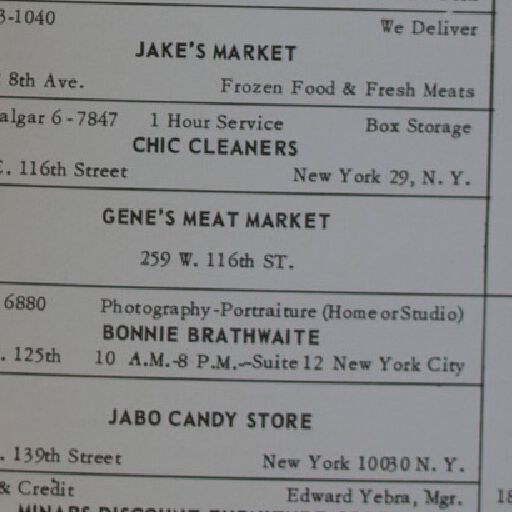 3-1040 We Deliver
JAKE'S MARKET
8th Ave. Frozen Food & Fresh Meats
algar 6-7847 1 Hour Service Box Storage
CHIC CLEANERS
. 116th Street New York 29, N. Y.
GENE'S MEAT MARKET
259 W. 116th ST.
6880 Photography-Portraiture (Home or Studio)
BONNIE BRATHWAITE
. 125th 10 A.M.-8 P.M.—Suite 12 New York City
JABO CANDY STORE
. 139th Street New York 10030 N. Y.
& Credit Edward Yebra, Mgr.
18